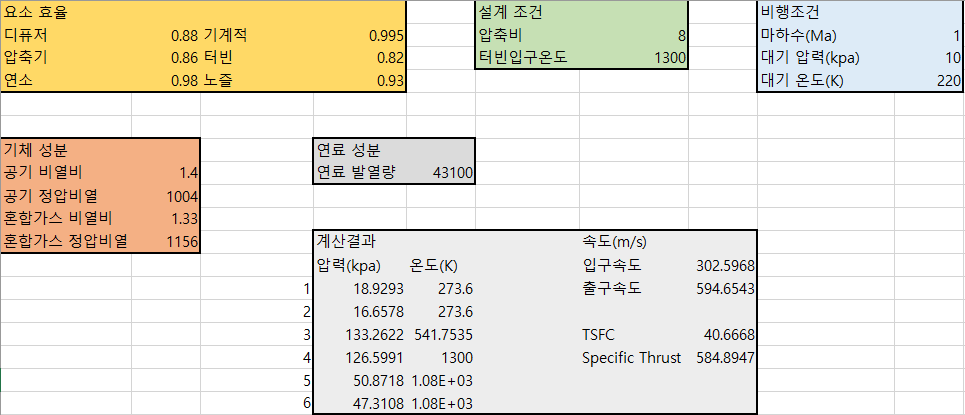 요소 효율
디퓨저 0.88 기계적 0.995
압축기 0.86 터빈 0.82
연소 0.98 노즐 0.93
설계 조건
압축비 8
터빈입구온도 1300
비행조건
마하수(Ma) 1
대기 압력(kpa) 10
대기 온도(K) 220
기체 성분
공기 비열비 1.4
공기 정압비열 1004
혼합가스 비열비 1.33
혼합가스 정압비열 1156
연료 성분
연료 발열량 43100
계산결과 속도(m/s)
압력(kpa) 온도(K) 입구속도 302.5968
1 18.9293 273.6 출구속도 594.6543
2 16.6578 273.6
3 133.2622 541.7535 TSFC 40.6668
4 126.5991 1300 Specific Thrust 584.8947
5 50.8718 1.08E+03
6 47.3108 1.08E+03